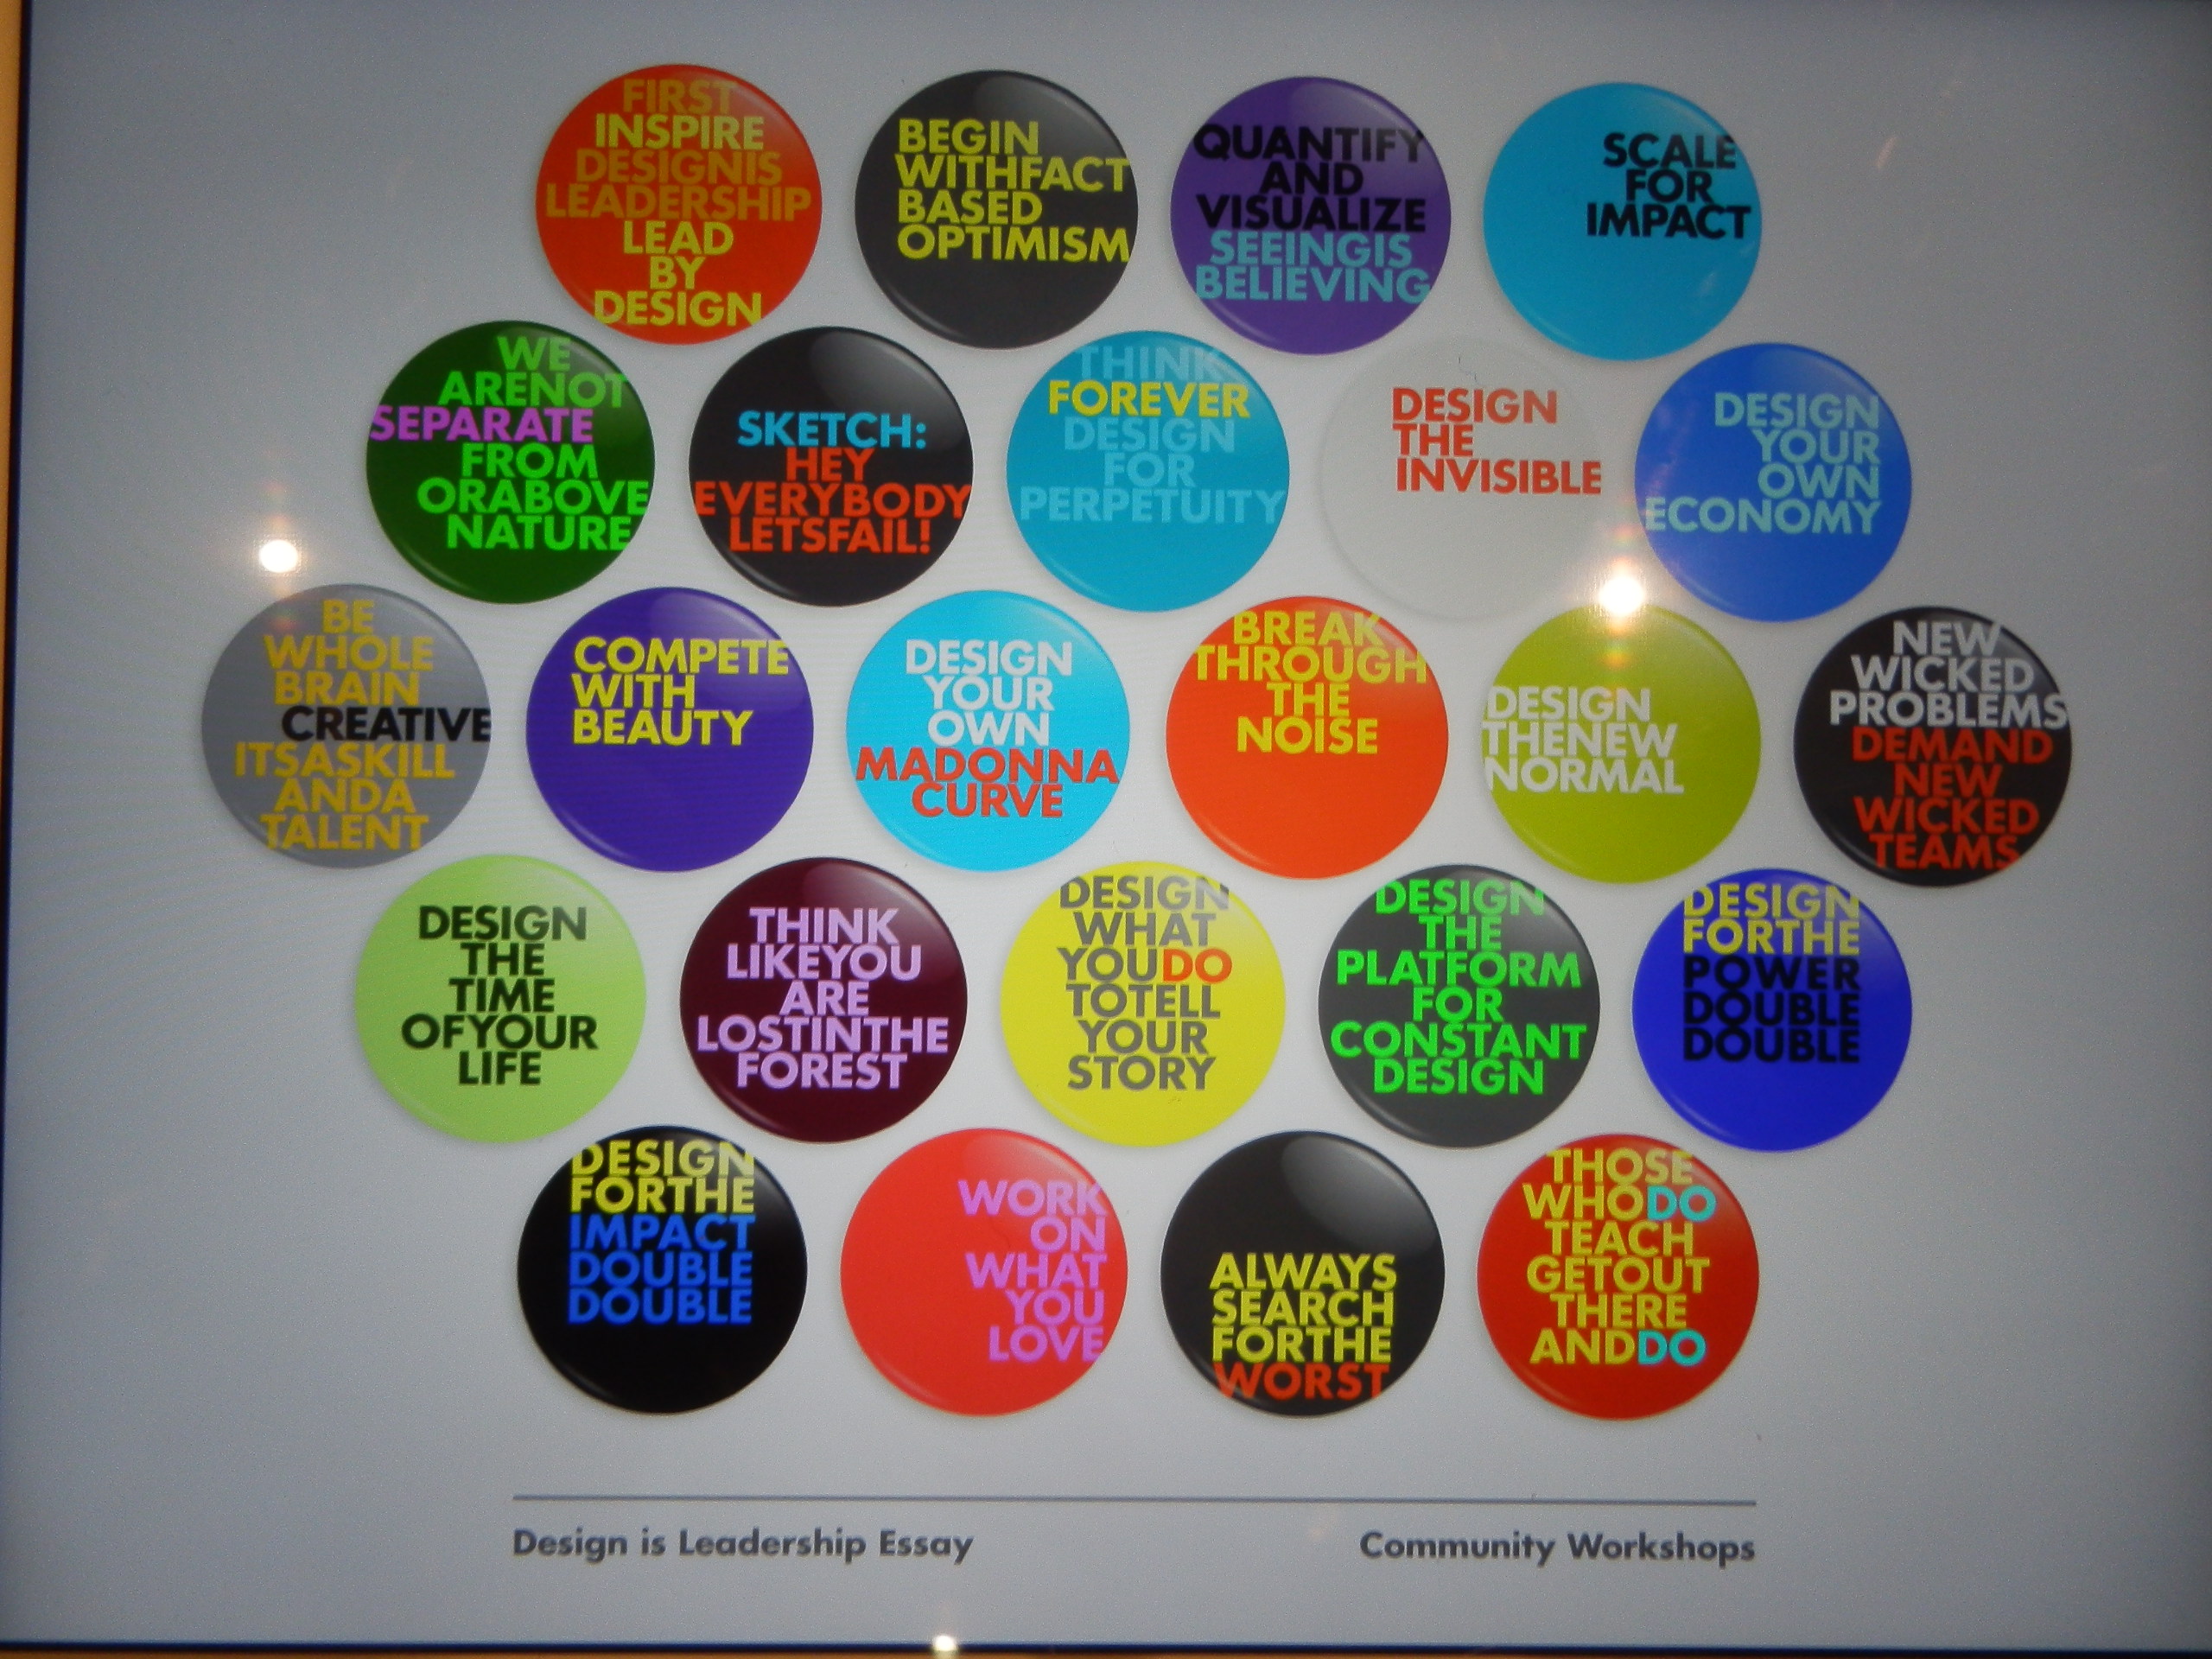 FIRST
INSPIRE
DESIGNIS
LEADERSHIP
LEAD
BY
DESIGN
BEGIN
WITHFACT
BASED
OPTIMISM
QUANTIFY
AND
VISUALIZE
SEEINGIS
BELIEVING
SCALE
FOR
IMPACT
WE
ARENOT
SEPARATE
FROM
ORABOVE
NATURE
SKETCH:
HEY
EVERYBODY
LETSFAIL!
THINK
FOREVER
DESIGN
FOR
PERPETUITY
DESIGN
THE
INVISIBLE
DESIGN
YOUR
OWN
ECONOMY
BE
WHOLE
BRAIN
CREATIVE
ITSASKILL
ANDA
TALENT
COMPETE
WITH
BEAUTY
DESIGN
YOUR
OWN
MADONNA
CURVE
BREAK
THROUGH
THE
NOISE
DESIGN
THENEW
NORMAL
NEW
WICKED
PROBLEMS
DEMAND
NEW
WICKED
TEAMS
DESIGN
THE
TIME
OFYOUR
LIFE
THINK
LIKEYOU
ARE
LOSTINTHE
FOREST
DESIGN
WHAT
YOUDO
TOTELL
YOUR
STORY
DESIGN
THE
PLATFORM
FOR
CONSTANT
DESIGN
DESIGN
FORTHE
POWER
DOUBLE
DOUBLE
DESIGN
FORTHE
IMPACT
DOUBLE
DOUBLE
WORK
ON
WHAT
YOU
LOVE
ALWAYS
SEARCH
FORTHE
WORST
THOSE
WHODO
TEACH
GETOUT
THERE
ANDDO
Design is Leadership Essay
Community Workshops